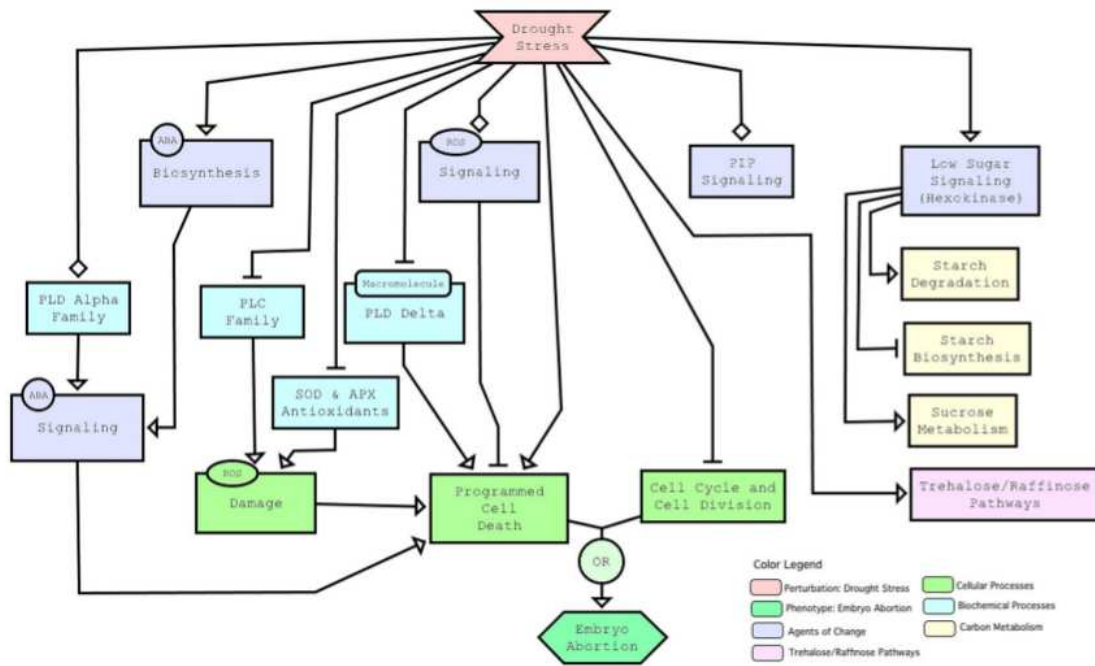 Drought
Stress
ABA
Biosynthesis
ROS
Signaling
PIP
Signaling
Low Sugar
Signaling
(Hexokinase)
Starch
Degradation
PLD Alpha
Family
PLC
Family
Macromolecule
PLD Delta
Starch
Biosynthesis
SOD & APX
Antioxidants
ABA
Signaling
Sucrose
Metabolism
ROS
Damage
Programmed
Cell
Death
Cell Cycle and
Cell Division
Trehalose/Raffinose
Pathways
OR
Embryo
Abortion
Color Legend
Perturbation: Drought Stress
Cellular Processes
Phenotype: Embryo Abortion
Biochemical Processes
Agents of Change
Carbon Metabolism
Trehalose/Raffnose Pathways